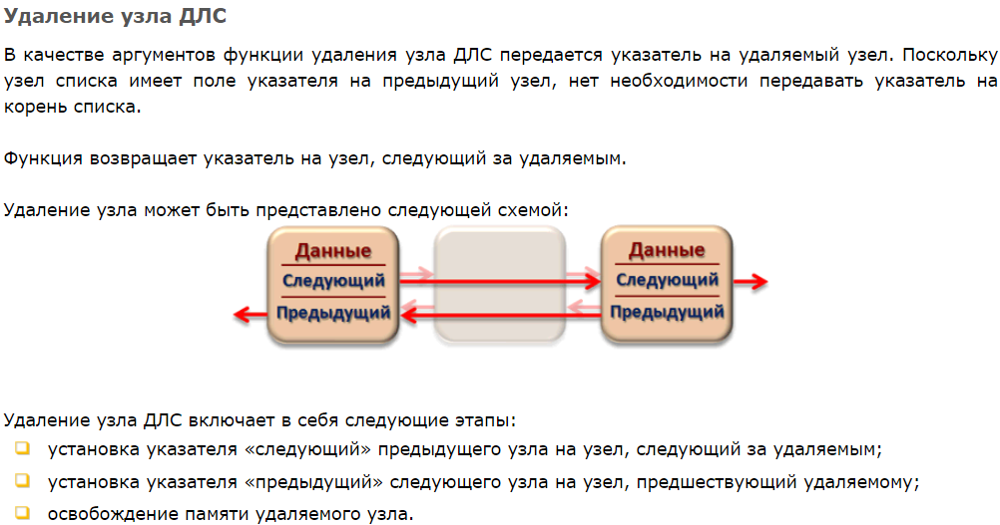 Удаление узла ДЛС
В качестве аргументов функции удаления узла ДЛС передается указатель на удаляемый узел. Поскольку
узел списка имеет поле указателя на предыдущий узел, нет необходимости передавать указатель на
корень списка.
Функция возвращает указатель на узел, следующий за удаляемым.
Удаление узла может быть представлено следующей схемой:
Данные
Следующий
Предыдущий
Данные
Следующий
Предыдущий
Удаление узла ДЛС включает в себя следующие этапы:
установка указателя «следующий» предыдущего узла на узел, следующий за удаляемым;
установка указателя «предыдущий» следующего узла на узел, предшествующий удаляемому;
освобождение памяти удаляемого узла.